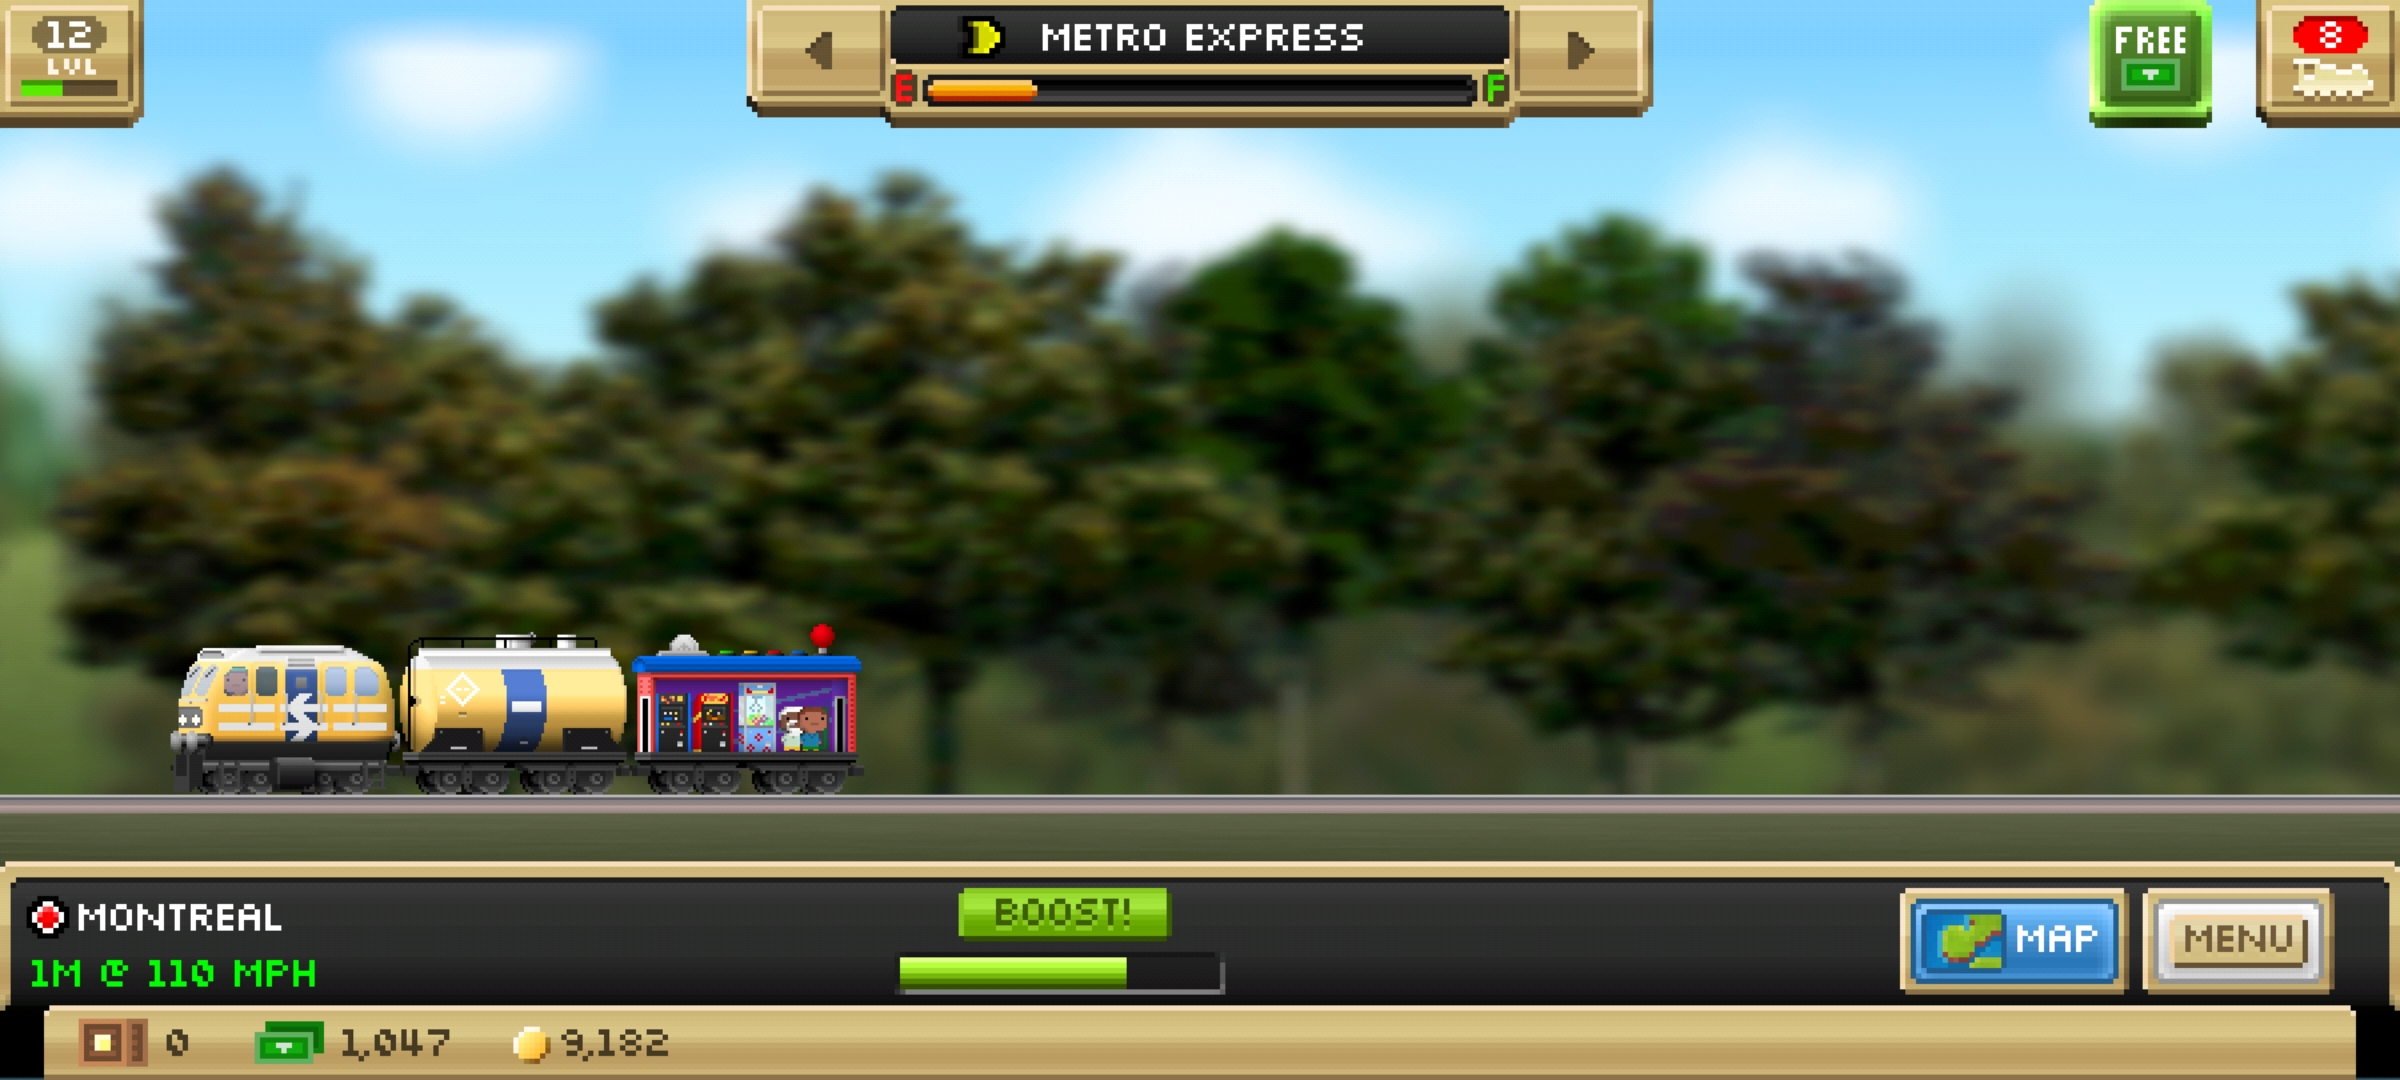 12
LVL
METRO EXPRESS
E F
FREE
8
MONTREAL
1M @ 110 MPH
BOOST!
MAP
MENU
0 1,047 9,182